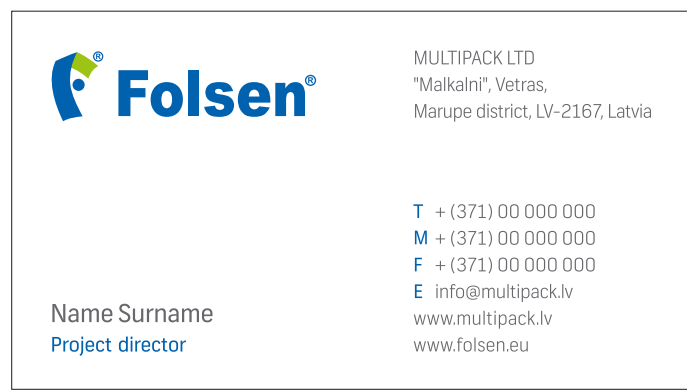 Folsen®
MULTIPACK LTD
"Malkalni", Vetras,
Marupe district, LV-2167, Latvia
T + (371) 00 000 000
M + (371) 00 000 000
F + (371) 00 000 000
E info@multipack.lv
www.multipack.lv
www.folsen.eu
Name Surname
Project director